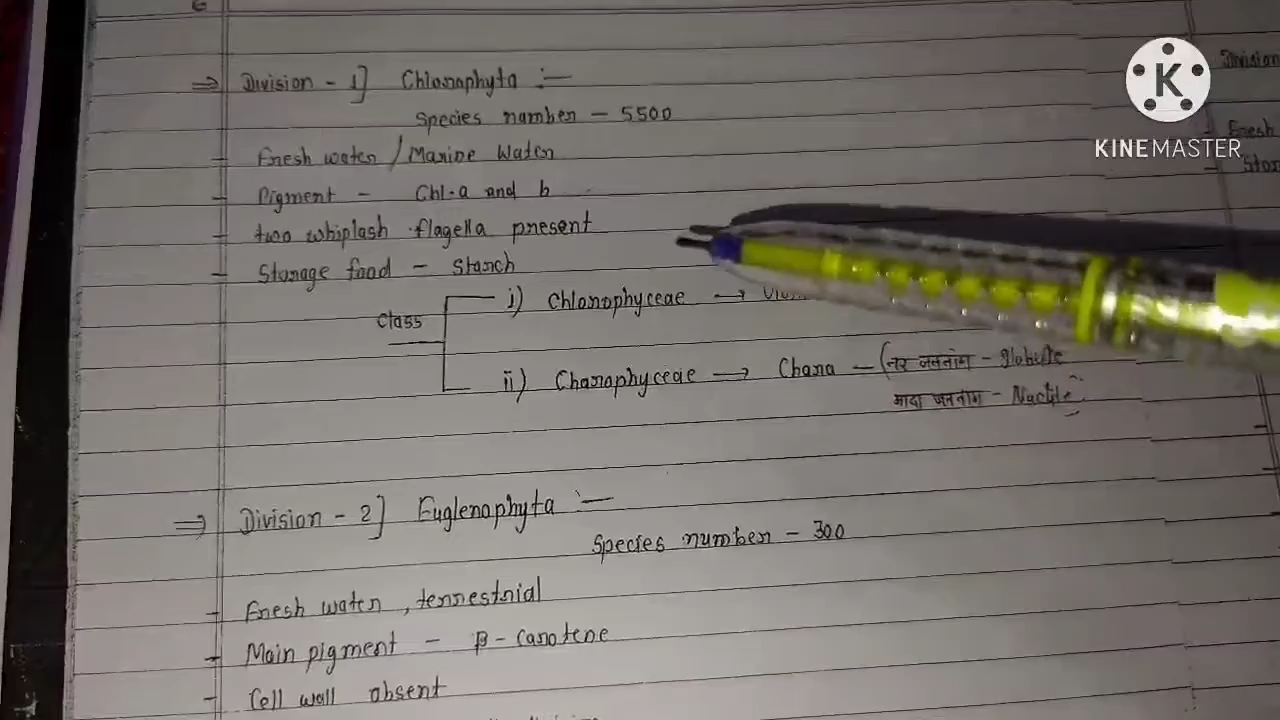 ⇒ Division - 1] Chlorophyta :-
Species number - 5500
- Fresh water / Marine Water
- Pigment - Chl.a and b
- two whiplash flagella present
- Storage food - Starch
Class
i) Chlorophyceae →
ii) Charophyceae → Chara - (नर जननांग - Globule
मादा जननांग - Nucule)
⇒ Division - 2] Euglenophyta :-
Species number - 300
- Fresh water, terrestrial
- Main pigment - β - carotene
- Cell wall absent
Division
Fresh
K
KINEMASTER